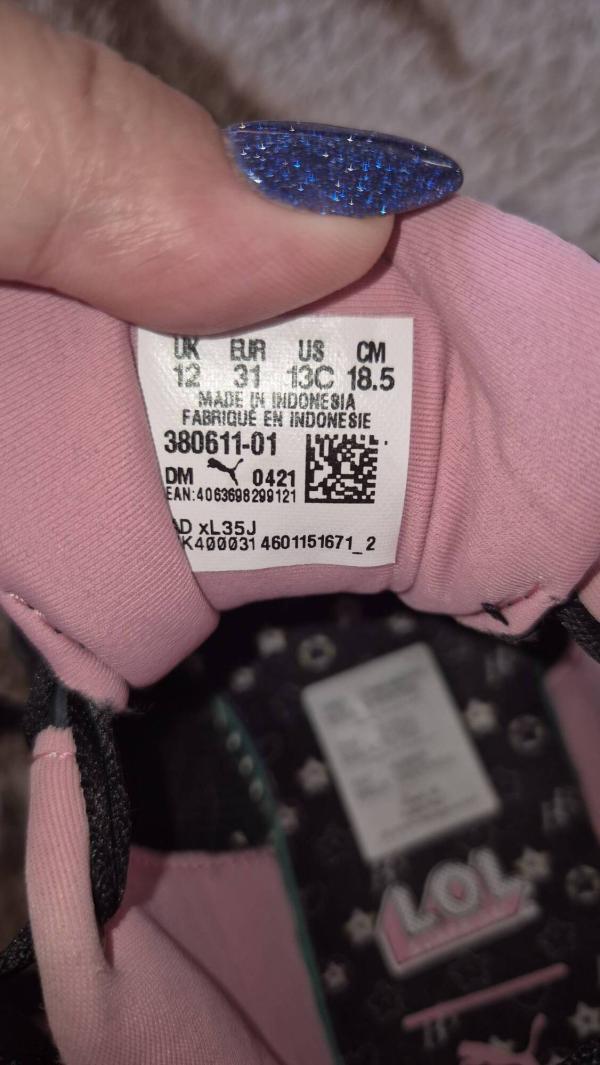 UK EUR US CM
12 31 13C 18.5
MADE IN INDONESIA
FABRIQUÉ EN INDONESIE
380611-01
DM 0421
EAN:4063698299121
AD xL35J
K400031 4601151671_2
LOL